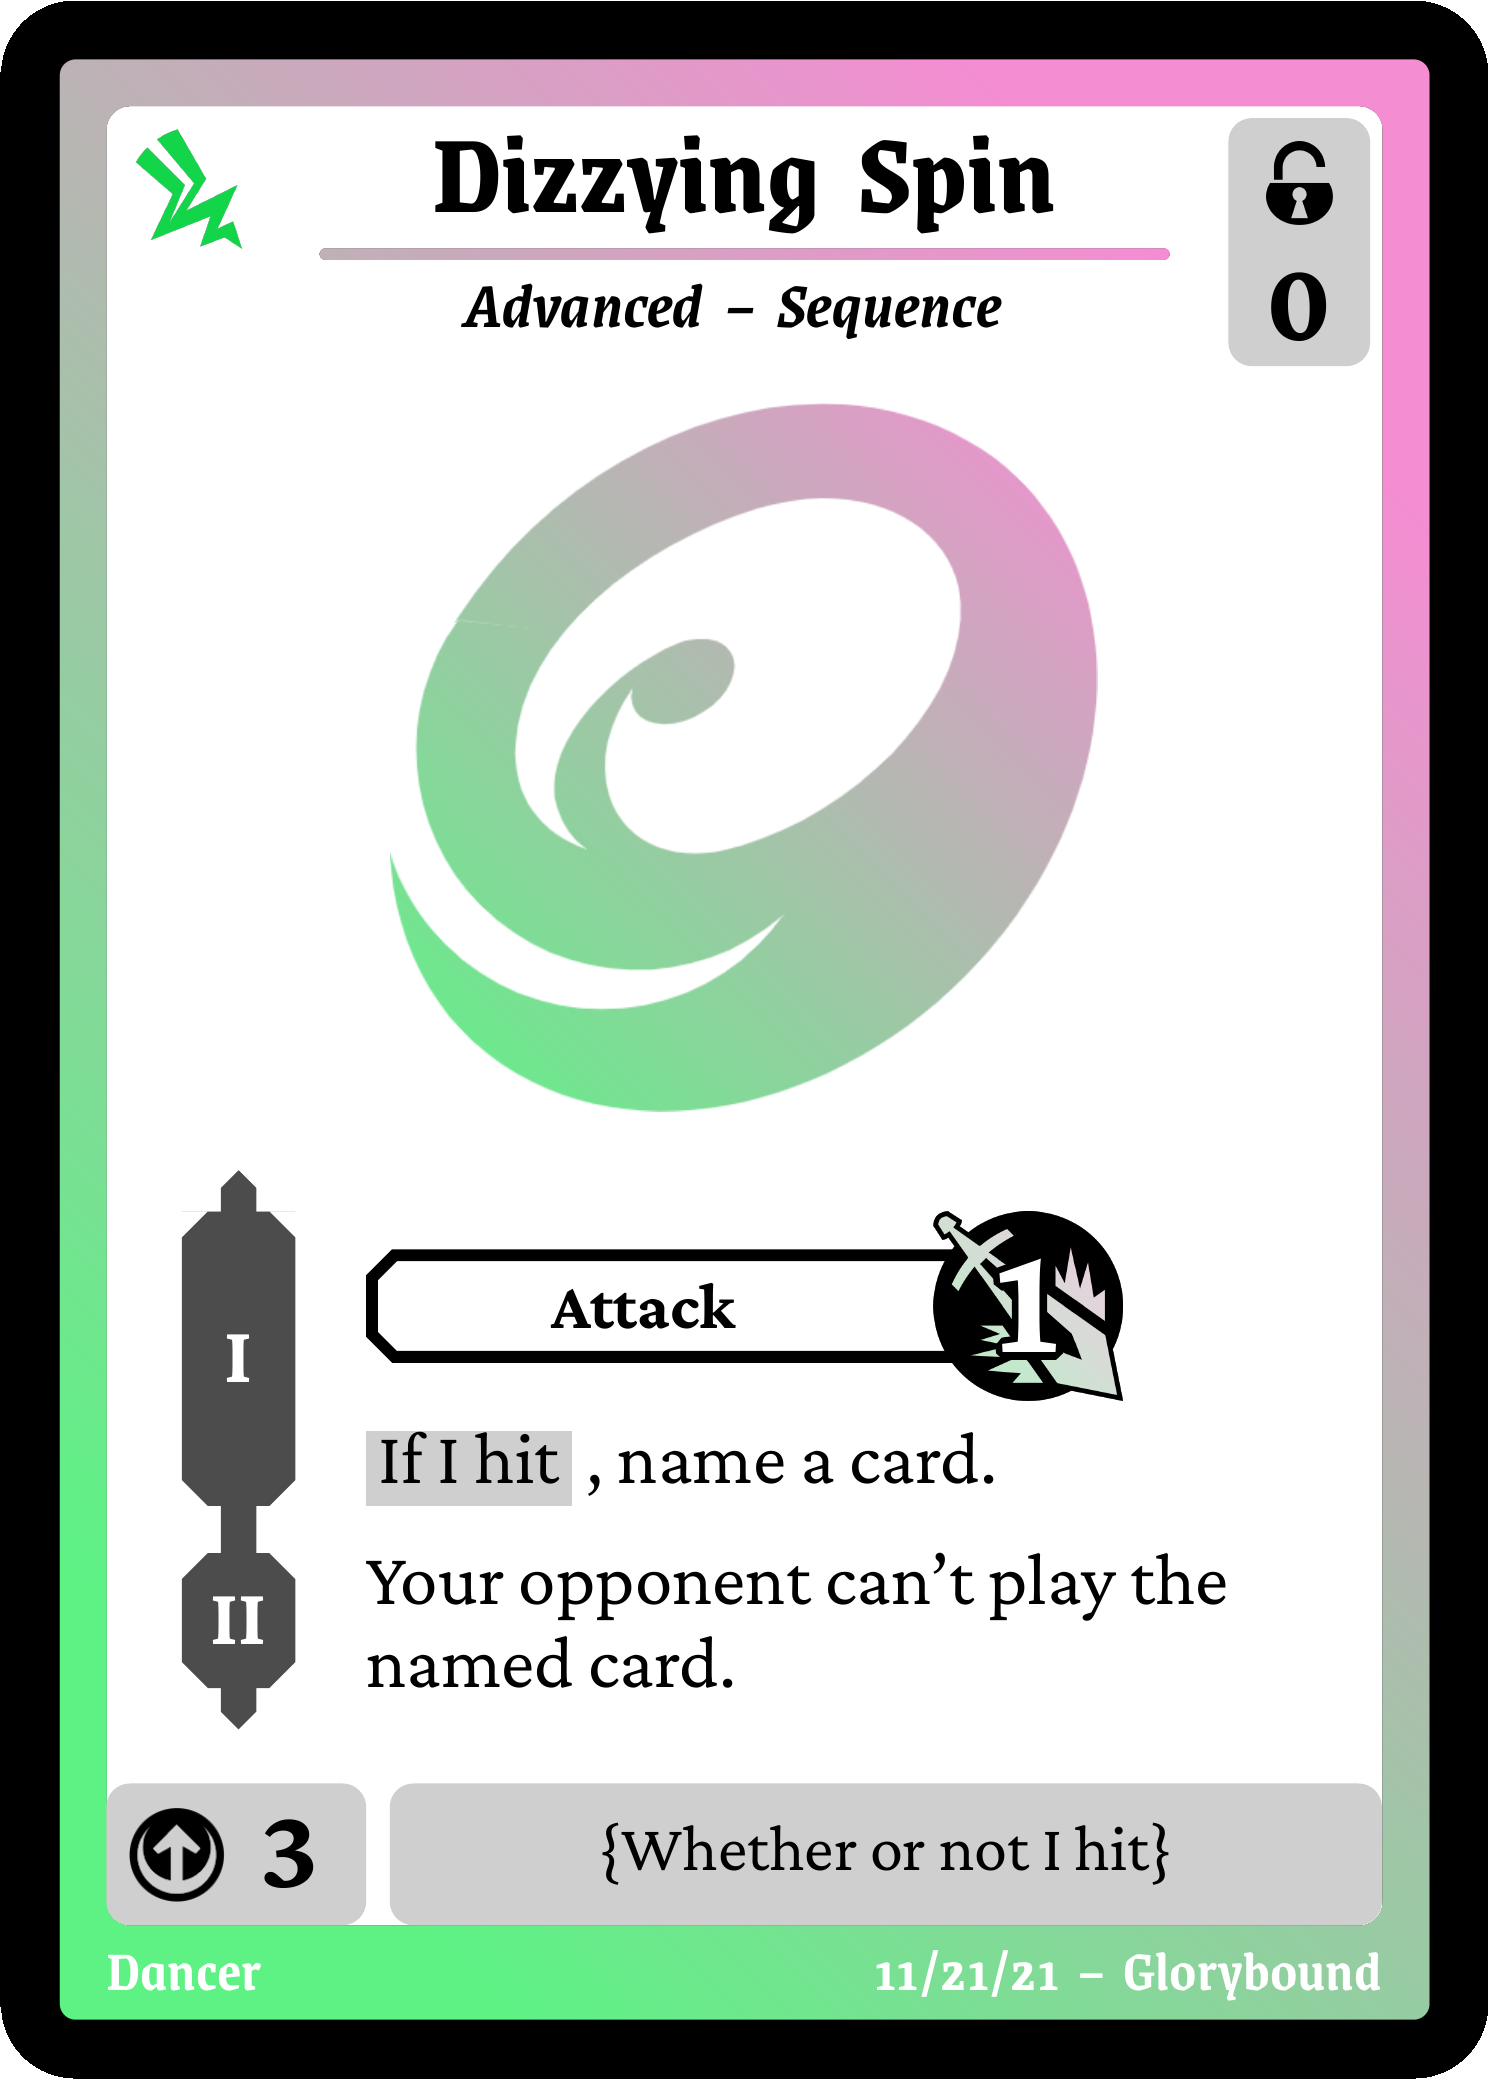 Dizzying Spin
Advanced – Sequence
0
I
Attack
1
If I hit , name a card.
II
Your opponent can’t play the
named card.
3
{Whether or not I hit}
Dancer
11/21/21 – Glorybound